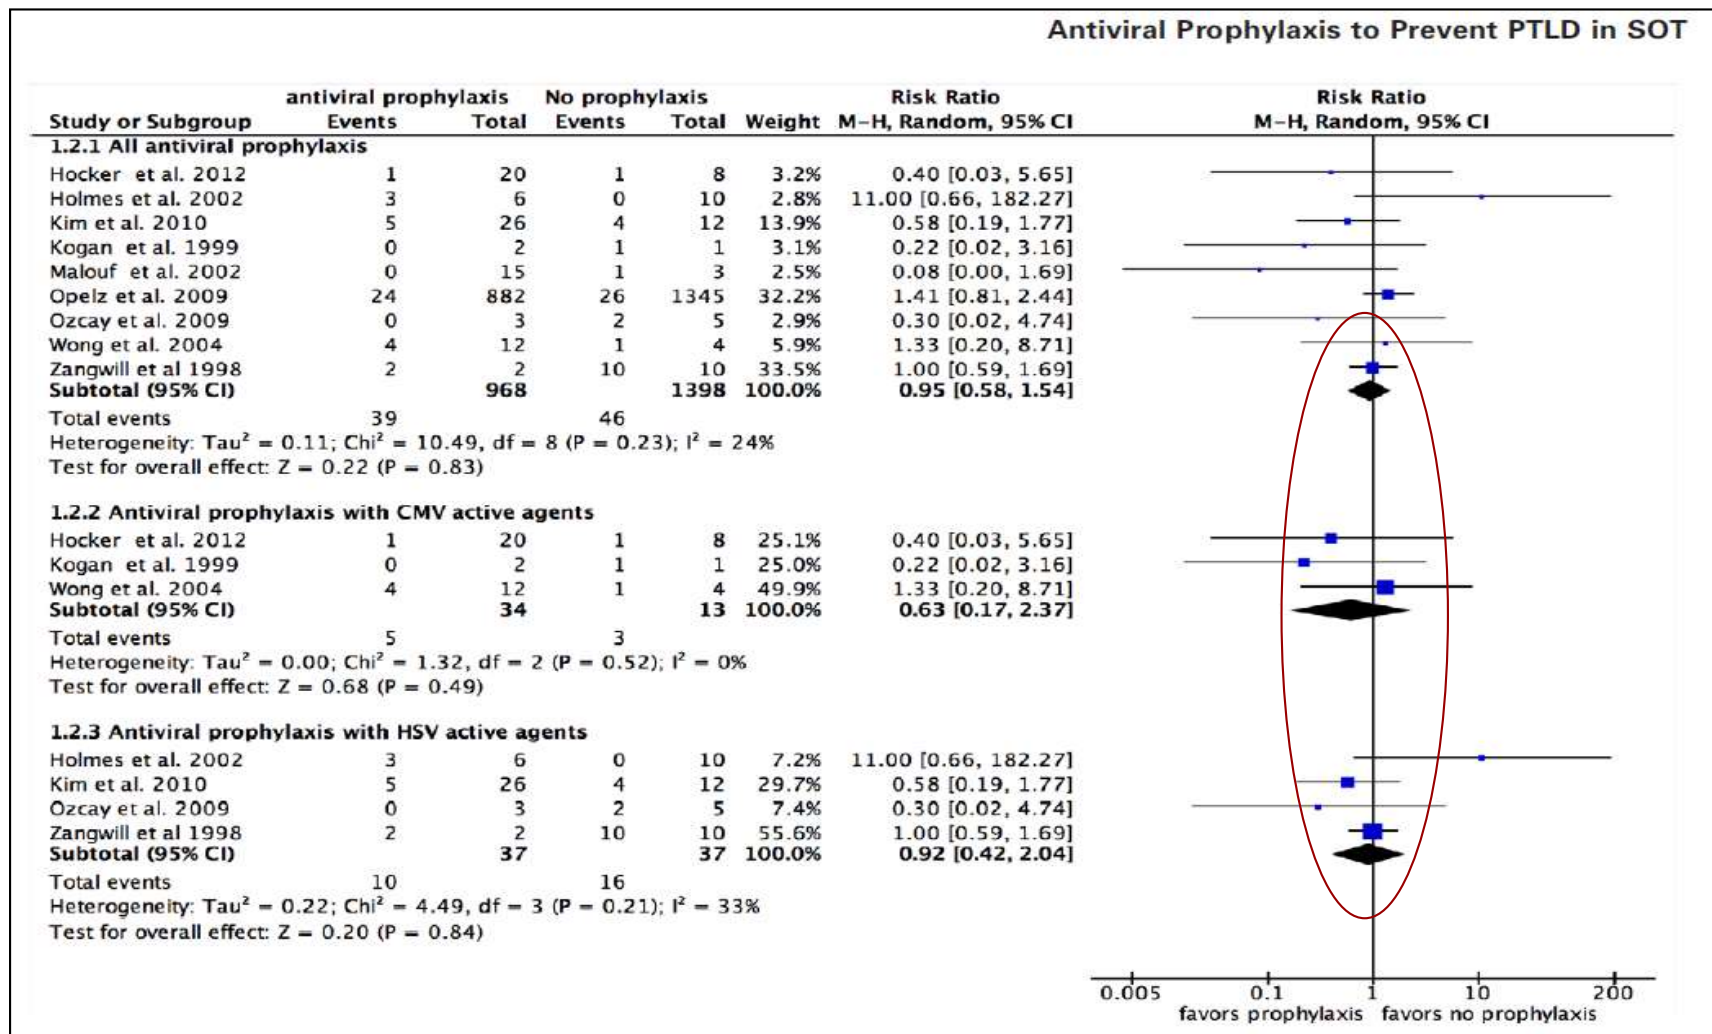 Antiviral Prophylaxis to Prevent PTLD in SOT
antiviral prophylaxis No prophylaxis Risk Ratio Risk Ratio
Study or Subgroup Events Total Events Total Weight M-H, Random, 95% CI M-H, Random, 95% CI
1.2.1 All antiviral prophylaxis
Hocker et al. 2012 1 20 1 8 3.2% 0.40 [0.03, 5.65]
Holmes et al. 2002 3 6 0 10 2.8% 11.00 [0.66, 182.27]
Kim et al. 2010 5 26 4 12 13.9% 0.58 [0.19, 1.77]
Kogan et al. 1999 0 2 1 1 3.1% 0.22 [0.02, 3.16]
Malouf et al. 2002 0 15 1 3 2.5% 0.08 [0.00, 1.69]
Opelz et al. 2009 24 882 26 1345 32.2% 1.41 [0.81, 2.44]
Ozcay et al. 2009 0 3 2 5 2.9% 0.30 [0.02, 4.74]
Wong et al. 2004 4 12 1 4 5.9% 1.33 [0.20, 8.71]
Zangwill et al 1998 2 2 10 10 33.5% 1.00 [0.59, 1.69]
Subtotal (95% CI) 968 1398 100.0% 0.95 [0.58, 1.54]
Total events 39 46
Heterogeneity: Tau² = 0.11; Chi² = 10.49, df = 8 (P = 0.23); I² = 24%
Test for overall effect: Z = 0.22 (P = 0.83)
1.2.2 Antiviral prophylaxis with CMV active agents
Hocker et al. 2012 1 20 1 8 25.1% 0.40 [0.03, 5.65]
Kogan et al. 1999 0 2 1 1 25.0% 0.22 [0.02, 3.16]
Wong et al. 2004 4 12 1 4 49.9% 1.33 [0.20, 8.71]
Subtotal (95% CI) 34 13 100.0% 0.63 [0.17, 2.37]
Total events 5 3
Heterogeneity: Tau² = 0.00; Chi² = 1.32, df = 2 (P = 0.52); I² = 0%
Test for overall effect: Z = 0.68 (P = 0.49)
1.2.3 Antiviral prophylaxis with HSV active agents
Holmes et al. 2002 3 6 0 10 7.2% 11.00 [0.66, 182.27]
Kim et al. 2010 5 26 4 12 29.7% 0.58 [0.19, 1.77]
Ozcay et al. 2009 0 3 2 5 7.4% 0.30 [0.02, 4.74]
Zangwill et al 1998 2 2 10 10 55.6% 1.00 [0.59, 1.69]
Subtotal (95% CI) 37 37 100.0% 0.92 [0.42, 2.04]
Total events 10 16
Heterogeneity: Tau² = 0.22; Chi² = 4.49, df = 3 (P = 0.21); I² = 33%
Test for overall effect: Z = 0.20 (P = 0.84)
0.005 0.1 1 10 200
favors prophylaxis favors no prophylaxis